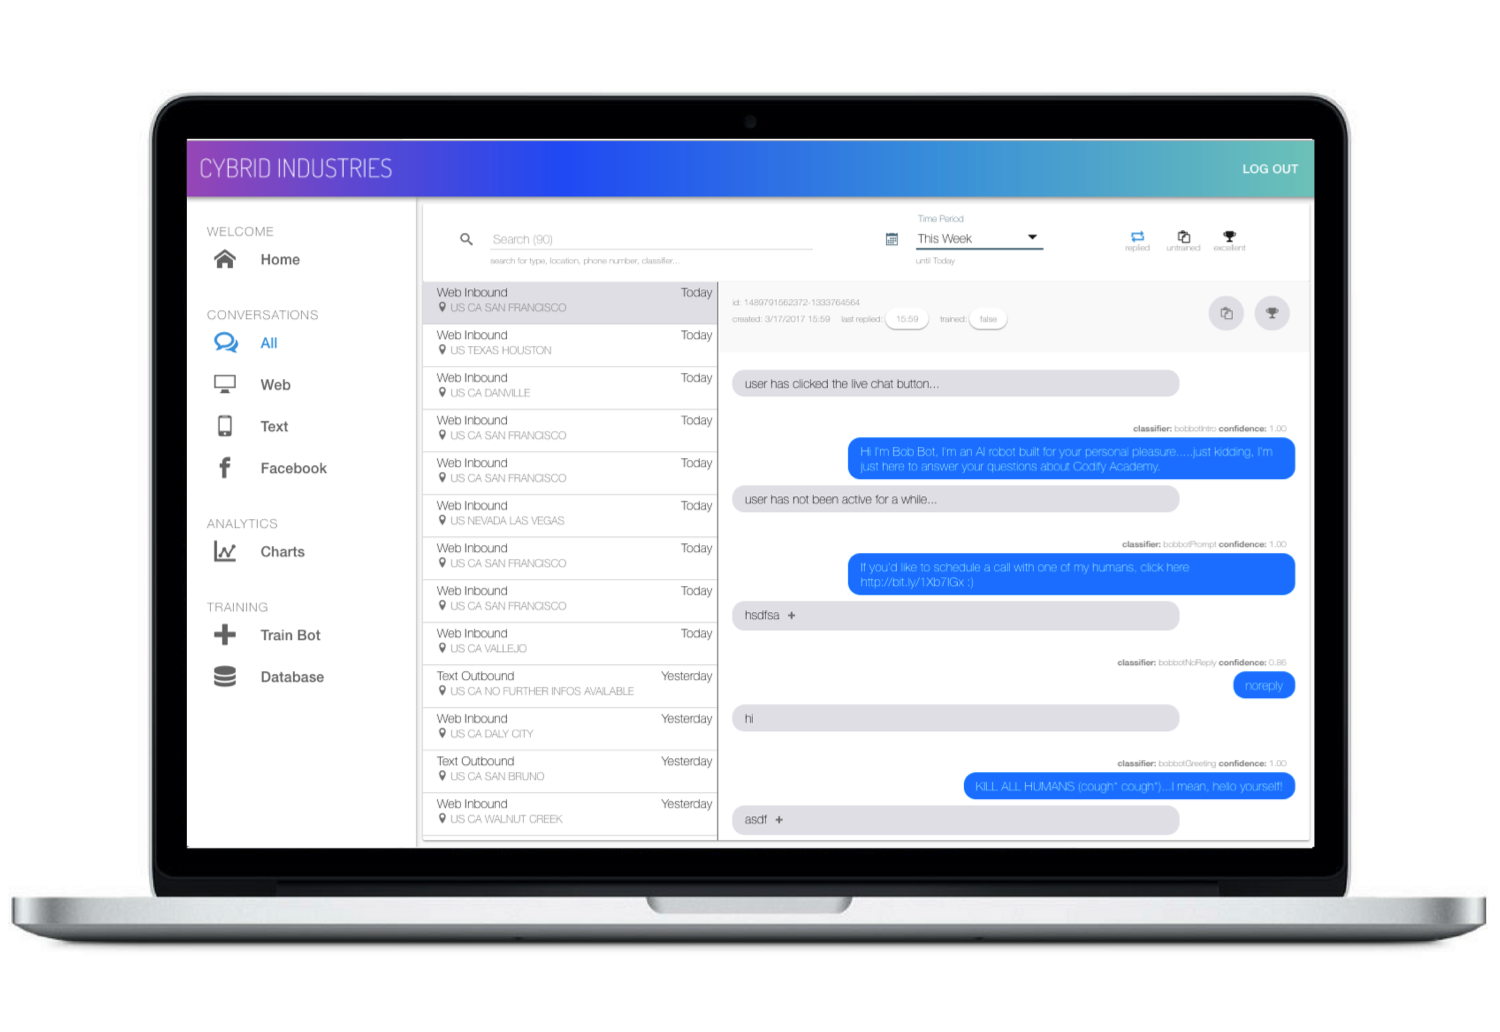 CYBRID INDUSTRIES
LOG OUT
WELCOME
Home
CONVERSATIONS
All
Web
Text
Facebook
ANALYTICS
Charts
TRAINING
Train Bot
Database
Search (90)
search for type, location, phone number, classifier...
Time Period
This Week
until Today
replied
untrained
excellent
Web Inbound Today
US CA SAN FRANCISCO
Web Inbound Today
US TEXAS HOUSTON
Web Inbound Today
US CA DANVILLE
Web Inbound Today
US CA SAN FRANCISCO
Web Inbound Today
US CA SAN FRANCISCO
Web Inbound Today
US NEVADA LAS VEGAS
Web Inbound Today
US CA SAN FRANCISCO
Web Inbound Today
US CA SAN FRANCISCO
Web Inbound Today
US CA VALLEJO
Text Outbound Yesterday
US CA NO FURTHER INFOS AVAILABLE
Web Inbound Yesterday
US CA DALY CITY
Text Outbound Yesterday
US CA SAN BRUNO
Web Inbound Yesterday
US CA WALNUT CREEK
id: 1489791562372-1333764564
created: 3/17/2017 15:59 last replied: 15:59 trained: false
user has clicked the live chat button...
classifier: bobbotIntro confidence: 1.00
Hi I'm Bob Bot, I'm an AI robot built for your personal pleasure.....just kidding, I'm
just here to answer your questions about Codify Academy.
user has not been active for a while...
classifier: bobbotPrompt confidence: 1.00
If you'd like to schedule a call with one of my humans, click here
http://bit.ly/1Xb7IGx :)
hsdfsa +
classifier: bobbotNoReply confidence: 0.86
noreply
hi
classifier: bobbotGreeting confidence: 1.00
KILL ALL HUMANS (cough* cough*)...I mean, hello yourself!
asdf +